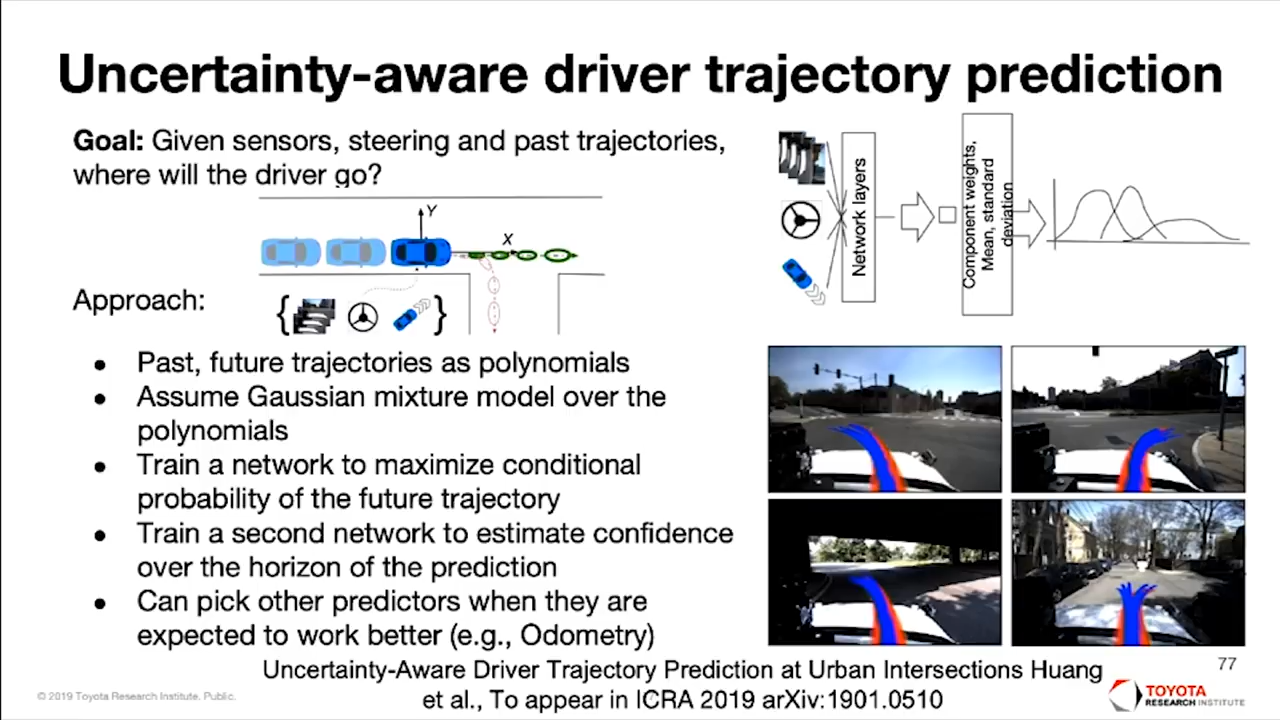 Uncertainty-aware driver trajectory prediction
Goal: Given sensors, steering and past trajectories,
where will the driver go?
Y
X
Approach:
Network layers
Component weights,
Mean, standard
deviation
● Past, future trajectories as polynomials
● Assume Gaussian mixture model over the
polynomials
● Train a network to maximize conditional
probability of the future trajectory
● Train a second network to estimate confidence
over the horizon of the prediction
● Can pick other predictors when they are
expected to work better (e.g., Odometry)
Uncertainty-Aware Driver Trajectory Prediction at Urban Intersections Huang
et al., To appear in ICRA 2019 arXiv:1901.0510
77
© 2019 Toyota Research Institute. Public.
TOYOTA
RESEARCH INSTITUTE